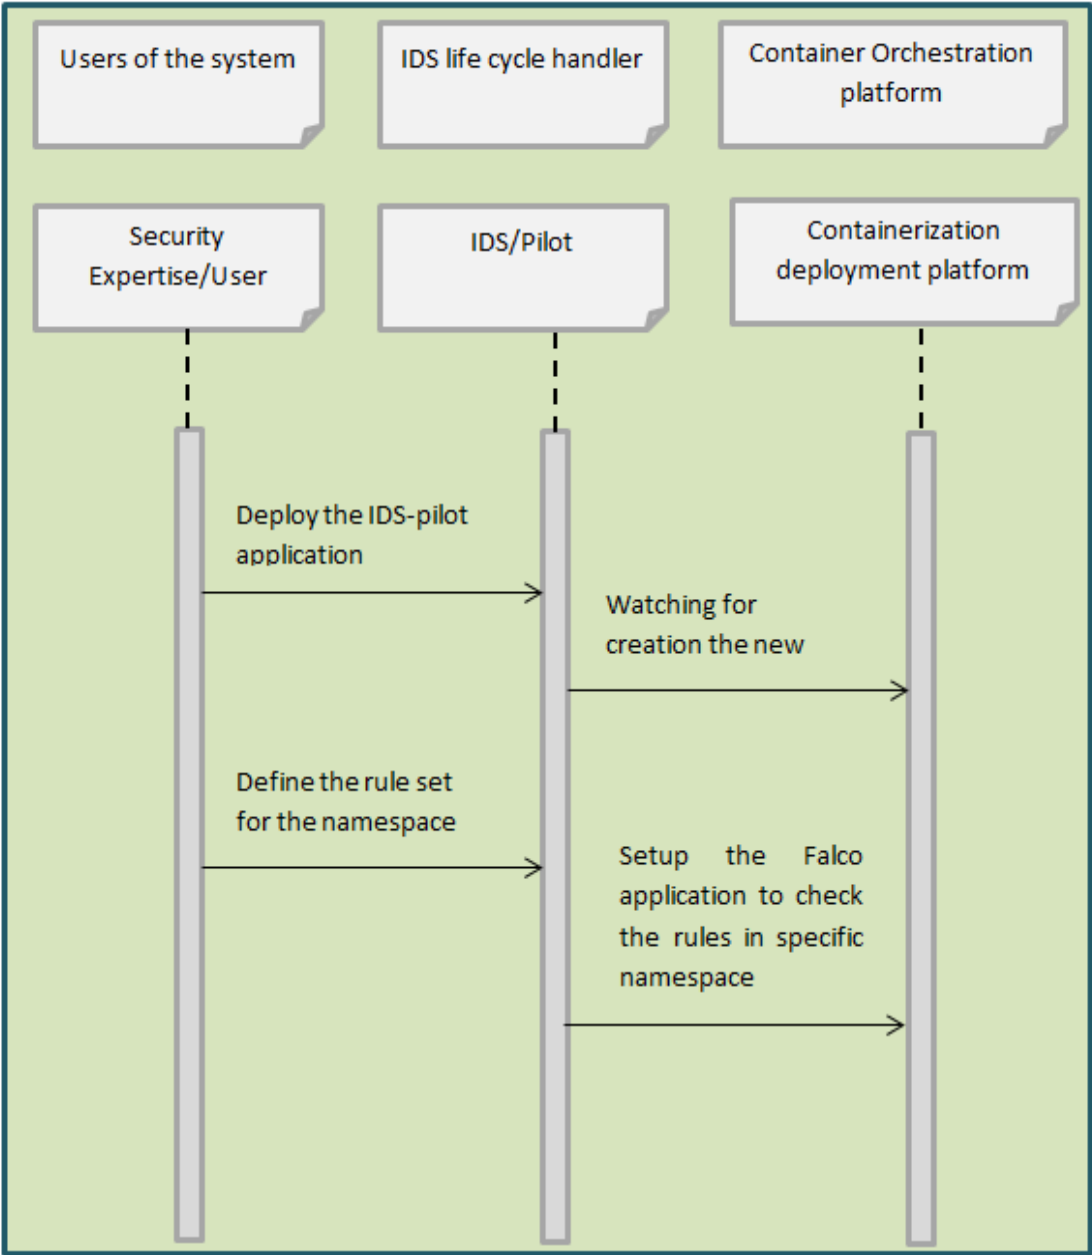 Users of the system
IDS life cycle handler
Container Orchestration
platform
Security
Expertise/User
IDS/Pilot
Containerization
deployment platform
Deploy the IDS-pilot
application
Watching for
creation the new
Define the rule set
for the namespace
Setup the Falco
application to check
the rules in specific
namespace